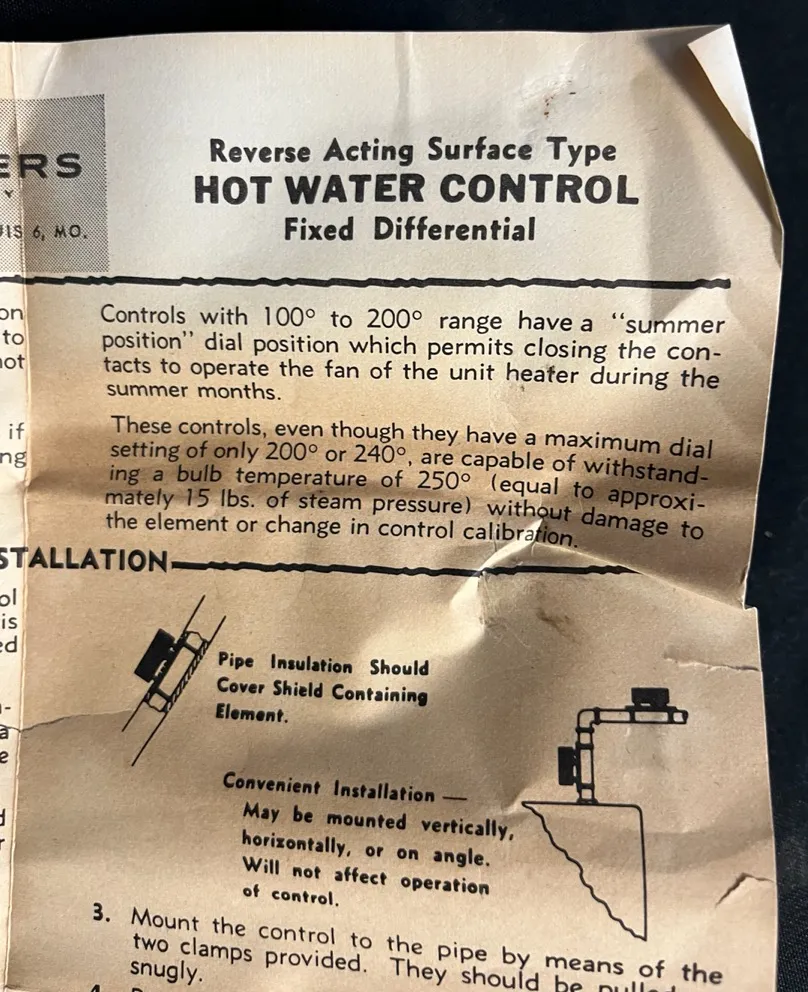 ERS
Y
UIS 6, MO.
Reverse Acting Surface Type
HOT WATER CONTROL
Fixed Differential
on
to
not
if
ng
Controls with 100° to 200° range have a "summer
position" dial position which permits closing the con-
tacts to operate the fan of the unit heater during the
summer months.
These controls, even though they have a maximum dial
setting of only 200° or 240°, are capable of withstand-
ing a bulb temperature of 250° (equal to approxi-
mately 15 lbs. of steam pressure) without damage to
the element or change in control calibration.
STALLATION
ol
is
ed
a
e
d
r
Pipe Insulation Should
Cover Shield Containing
Element.
Convenient Installation —
May be mounted vertically,
horizontally, or on angle.
Will not affect operation
of control.
3. Mount the control to the pipe by means of the
two clamps provided. They should be pulled
snugly.